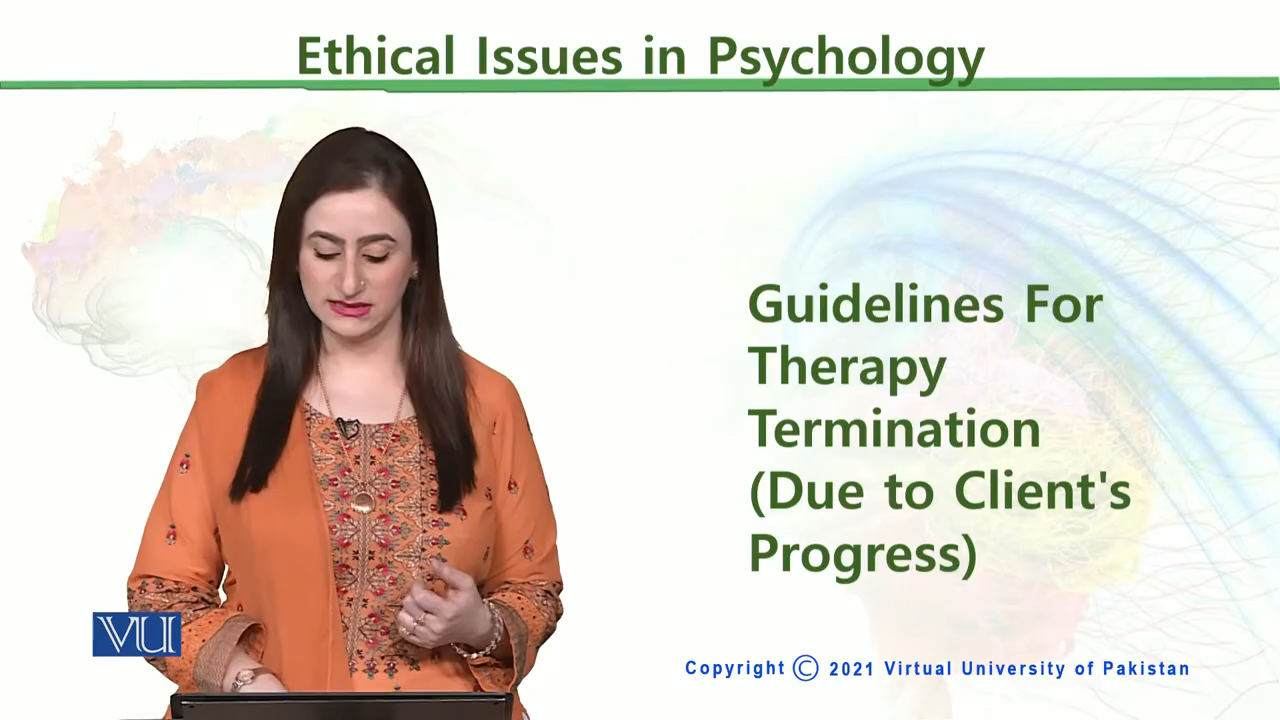 Ethical Issues in Psychology
Guidelines For
Therapy
Termination
(Due to Client's
Progress)
VU
Copyright © 2021 Virtual University of Pakistan